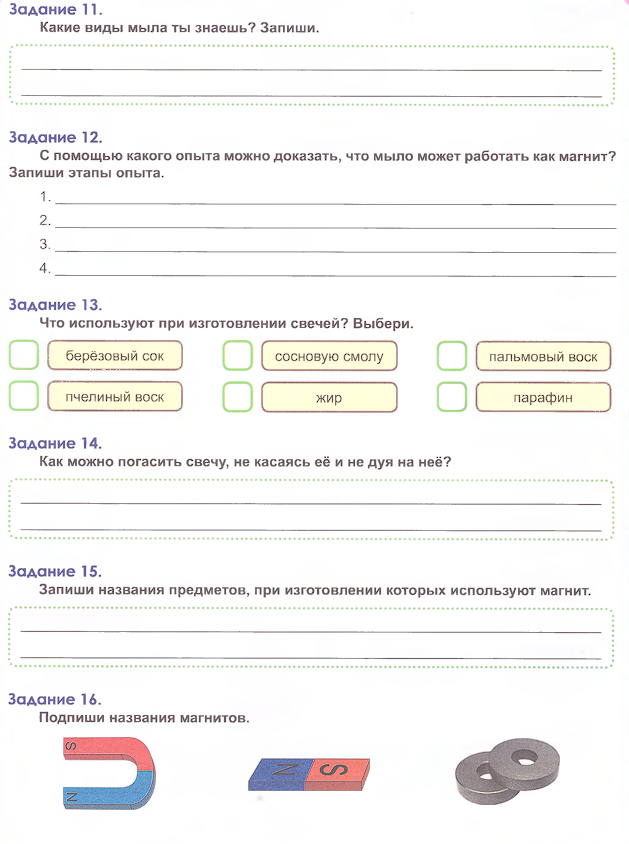 Задание 11.
Какие виды мыла ты знаешь? Запиши.
Задание 12.
С помощью какого опыта можно доказать, что мыло может работать как магнит?
Запиши этапы опыта.
1.
2.
3.
4.
Задание 13.
Что используют при изготовлении свечей? Выбери.
берёзовый сок сосновую смолу пальмовый воск
пчелиный воск жир парафин
Задание 14.
Как можно погасить свечу, не касаясь её и не дуя на неё?
Задание 15.
Запиши названия предметов, при изготовлении которых используют магнит.
Задание 16.
Подпиши названия магнитов.
S
N S
N